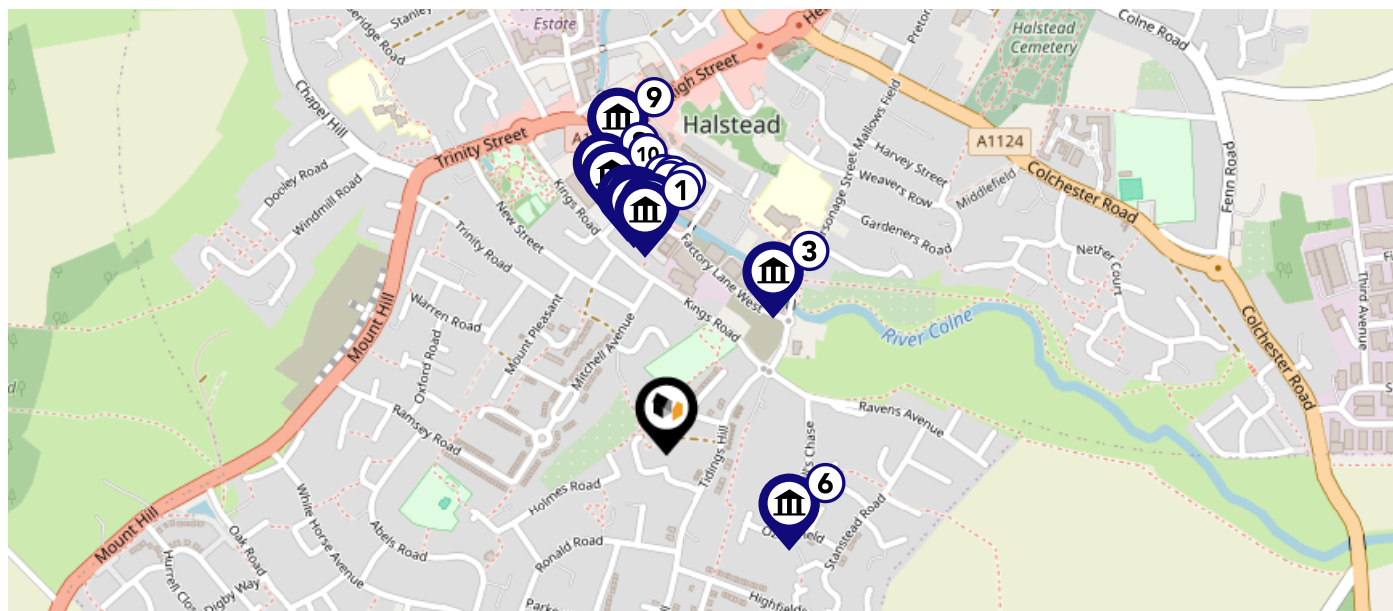 Estate
Stanley
Colne Road
Halstead
Cemetery
Chapel Hill
High Street
9
Halstead
A1124
Trinity Street
10
1
Dooley Road
Windmill Road
Kings Road
New Street
Trinity Road
Harvey Street
Weavers Row
Middlefield
Gardeners Road
Mallows Field
Colchester Road
Fenn Road
3
Factory Lane West
Nether Court
Third Avenue
River Colne
Mount Hill
Warren Road
Mount Pleasant
Mitchell Avenue
Kings Road
Oxford Road
Colchester Road
Ramsey Road
Ravens Avenue
Tidings Hill
Chase
6
Holmes Road
Stanstead Road
Mount Hill
White Horse Avenue
Abels Road
Oak Road
Ronald Road
Digby Way
Highfields